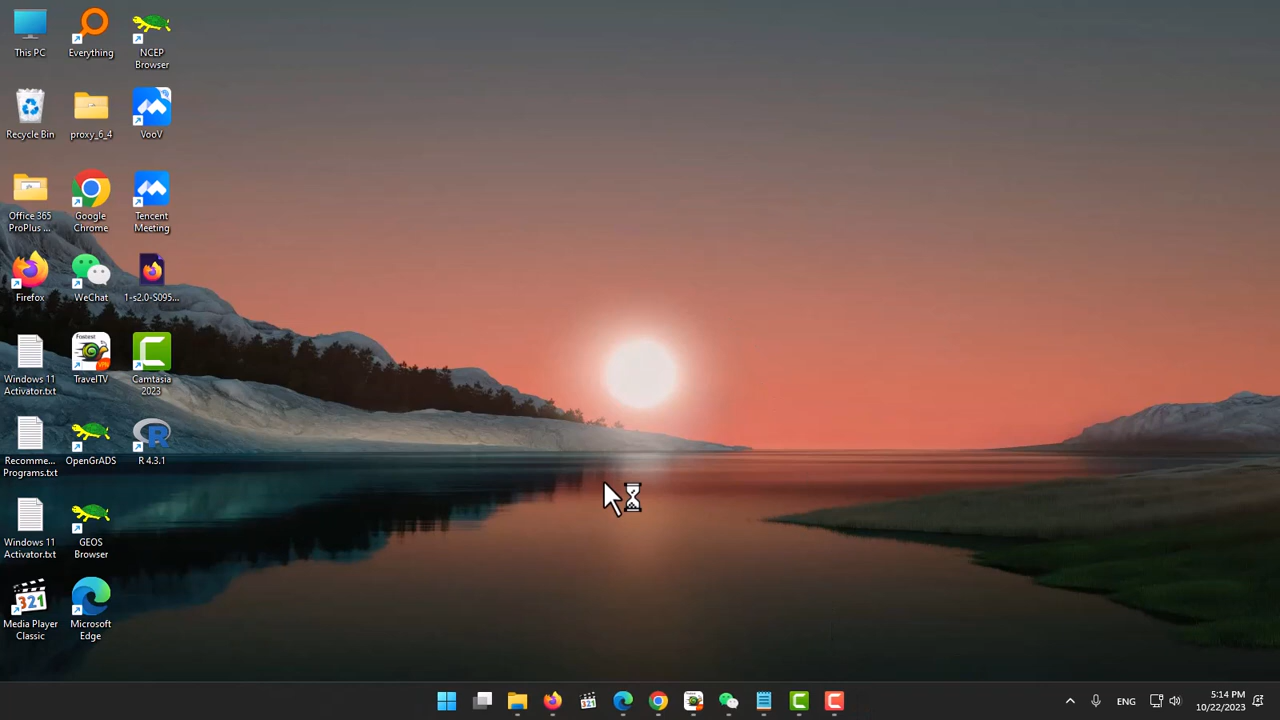 This PC
Everything
NCEP
Browser
Recycle Bin
proxy_6_4
VooV
Office 365
ProPlus ...
Google
Chrome
Tencent
Meeting
Firefox
WeChat
1-s2.0-S095...
Windows 11
Activator.txt
Footest
TravelTV
Camtasia
2023
Recomme...
Programs.txt
OpenGrADS
R 4.3.1
Windows 11
Activator.txt
GEOS
Browser
321
Media Player
Classic
Microsoft
Edge
ENG
5:14 PM
10/22/2023